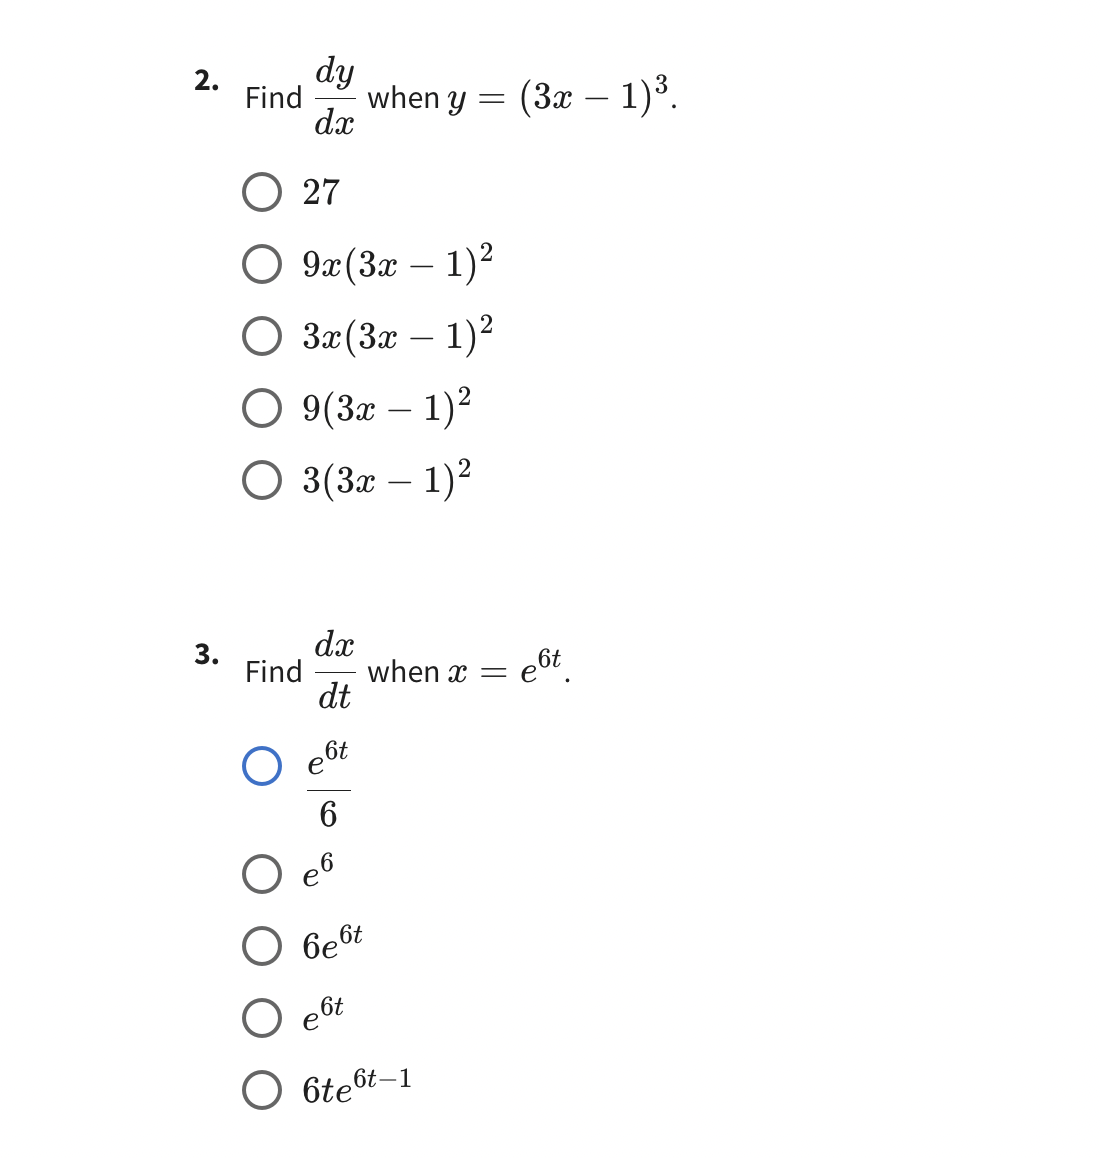 2. Find dy/dx when y = (3x − 1)³.
27
9x(3x − 1)²
3x(3x − 1)²
9(3x − 1)²
3(3x − 1)²
3. Find dx/dt when x = e^{6t}.
e^{6t}/6
e⁶
6e^{6t}
e^{6t}
6te^{6t−1}